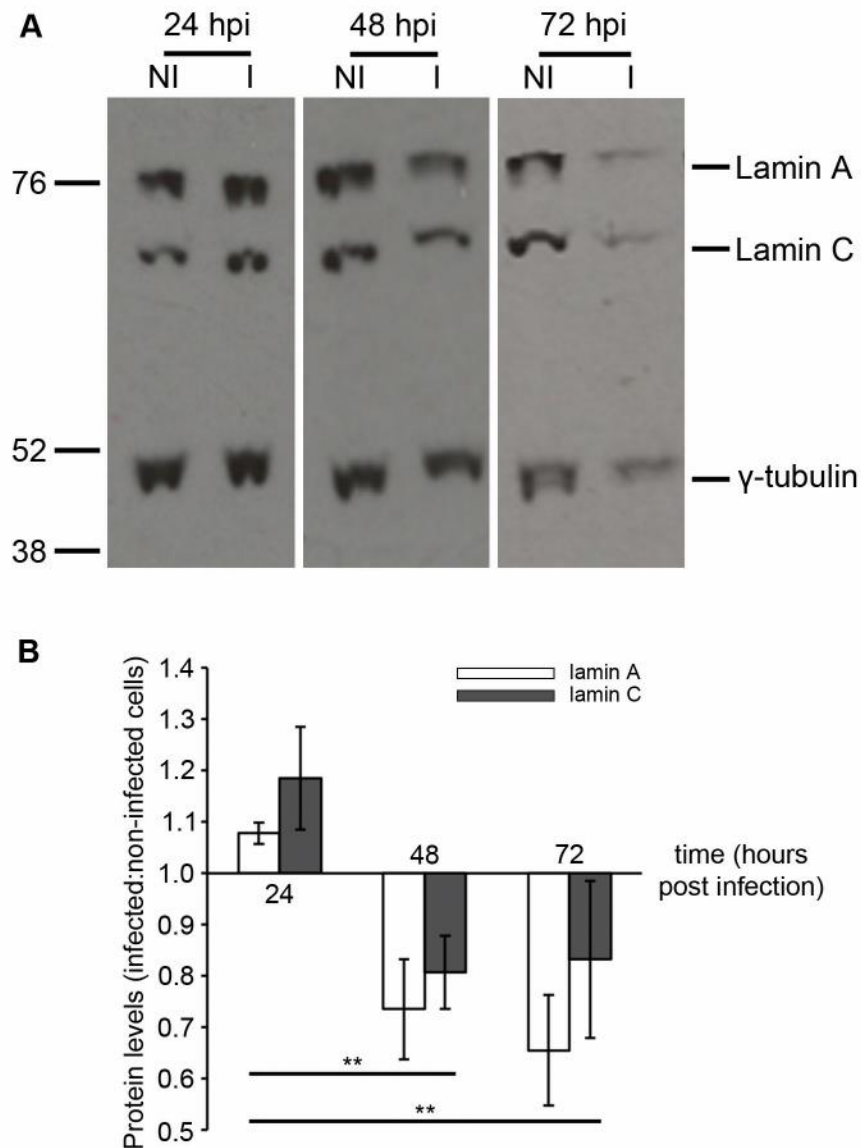 A
24 hpi 48 hpi 72 hpi
NI I NI I NI I
76
Lamin A
Lamin C
52
γ-tubulin
38
B
Protein levels (infected:non-infected cells)
1.4
1.3
1.2
1.1
1.0
0.9
0.8
0.7
0.6
0.5
lamin A
lamin C
24
48
72
time (hours
post infection)
**
**